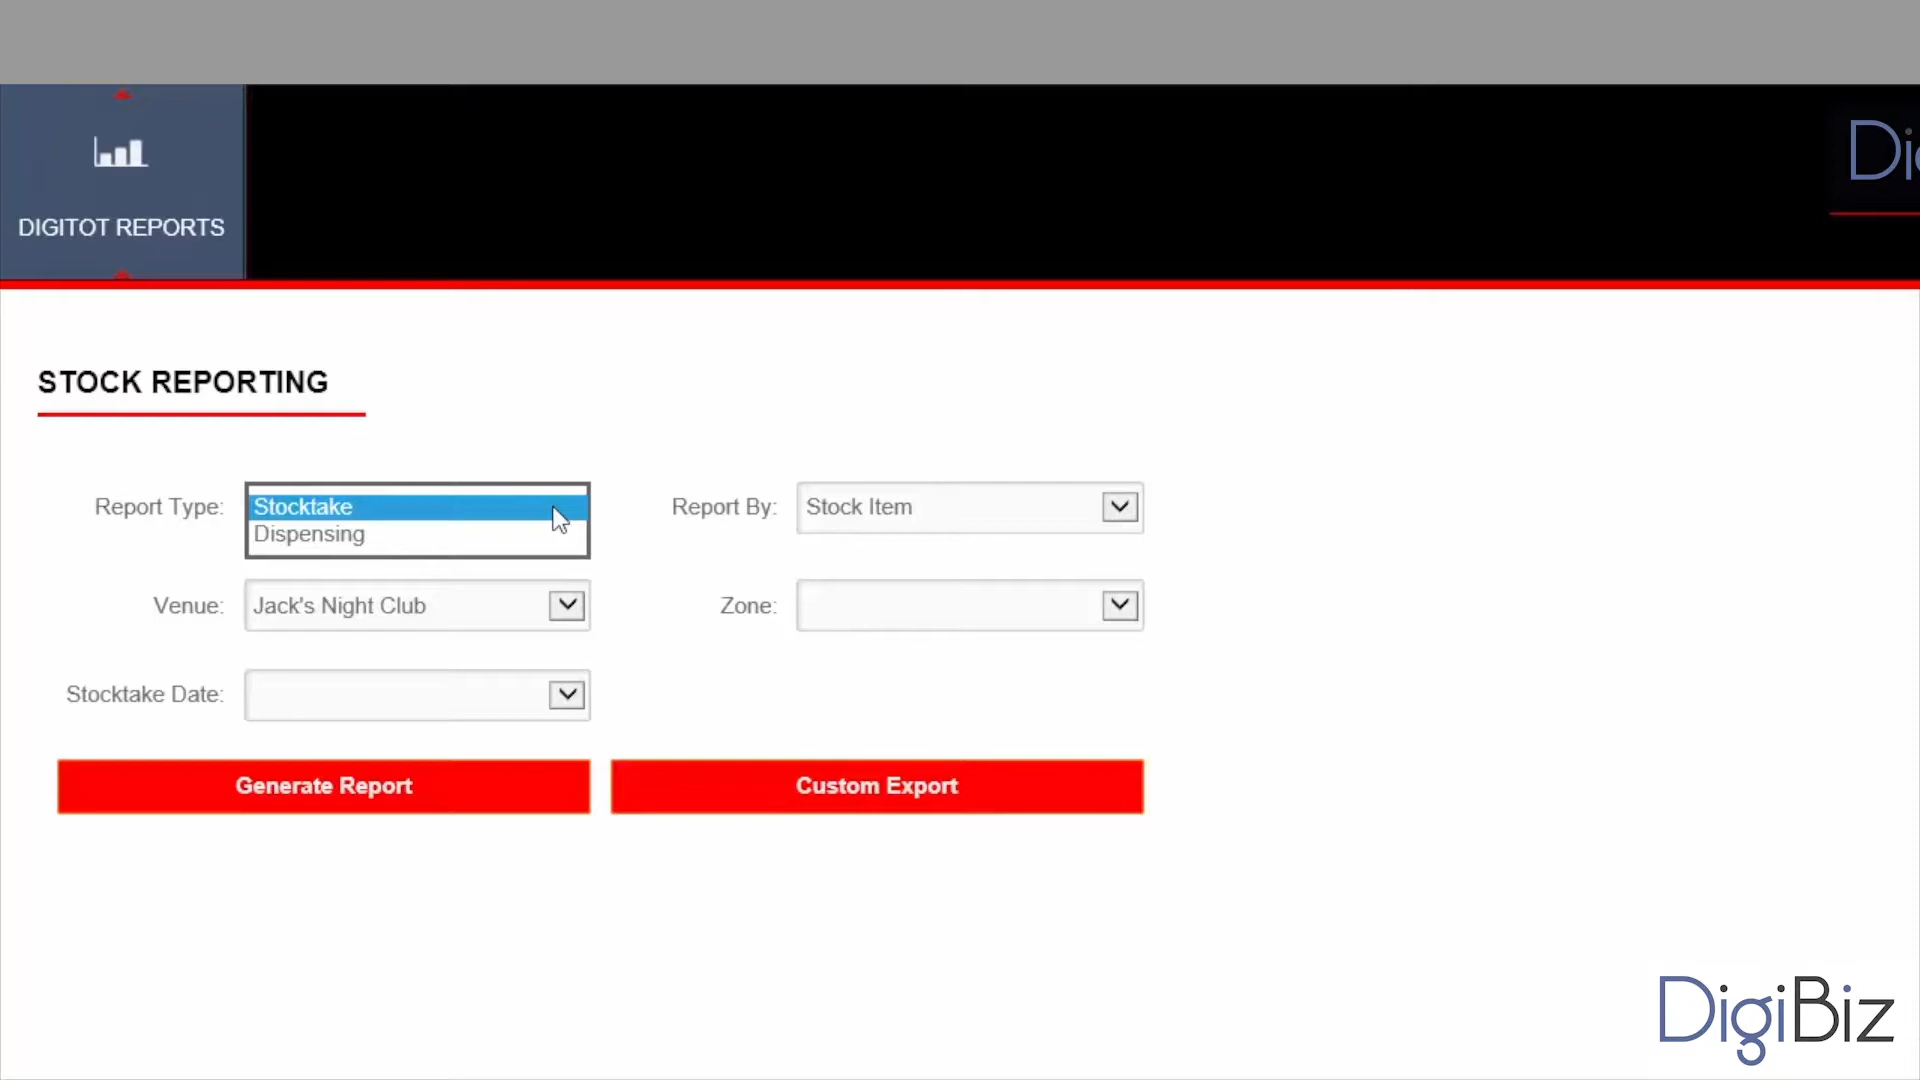 DIGITOT REPORTS
STOCK REPORTING
Report Type: Stocktake
Dispensing
Report By: Stock Item
Venue: Jack's Night Club
Zone:
Stocktake Date:
Generate Report
Custom Export
DigiBiz